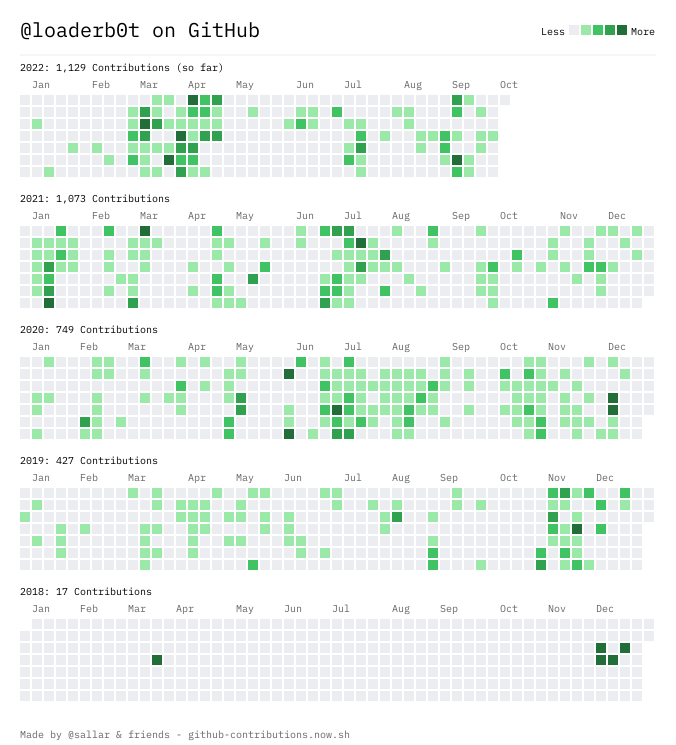 @loaderb0t on GitHub
Less More
2022: 1,129 Contributions (so far)
Jan Feb Mar Apr May Jun Jul Aug Sep Oct
2021: 1,073 Contributions
Jan Feb Mar Apr May Jun Jul Aug Sep Oct Nov Dec
2020: 749 Contributions
Jan Feb Mar Apr May Jun Jul Aug Sep Oct Nov Dec
2019: 427 Contributions
Jan Feb Mar Apr May Jun Jul Aug Sep Oct Nov Dec
2018: 17 Contributions
Jan Feb Mar Apr May Jun Jul Aug Sep Oct Nov Dec
Made by @sallar & friends - github-contributions.now.sh